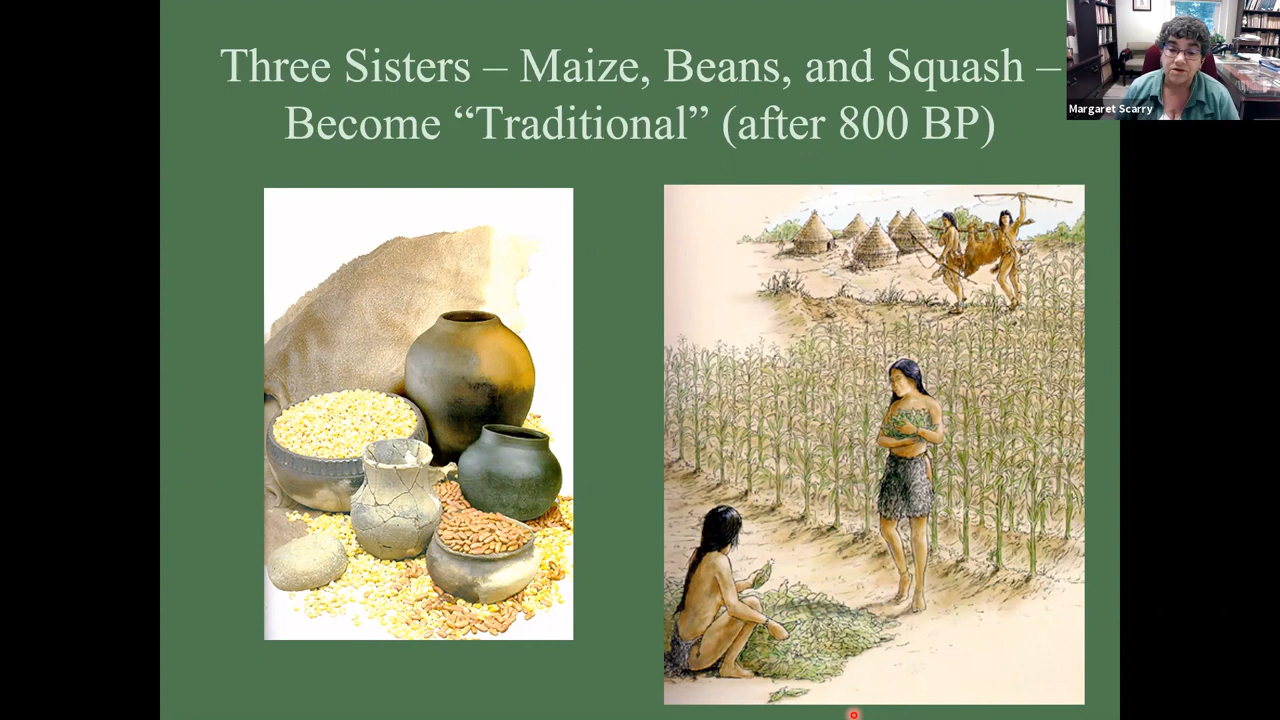 Three Sisters – Maize, Beans, and Squash –
Become “Traditional” (after 800 BP)
Margaret Scarry